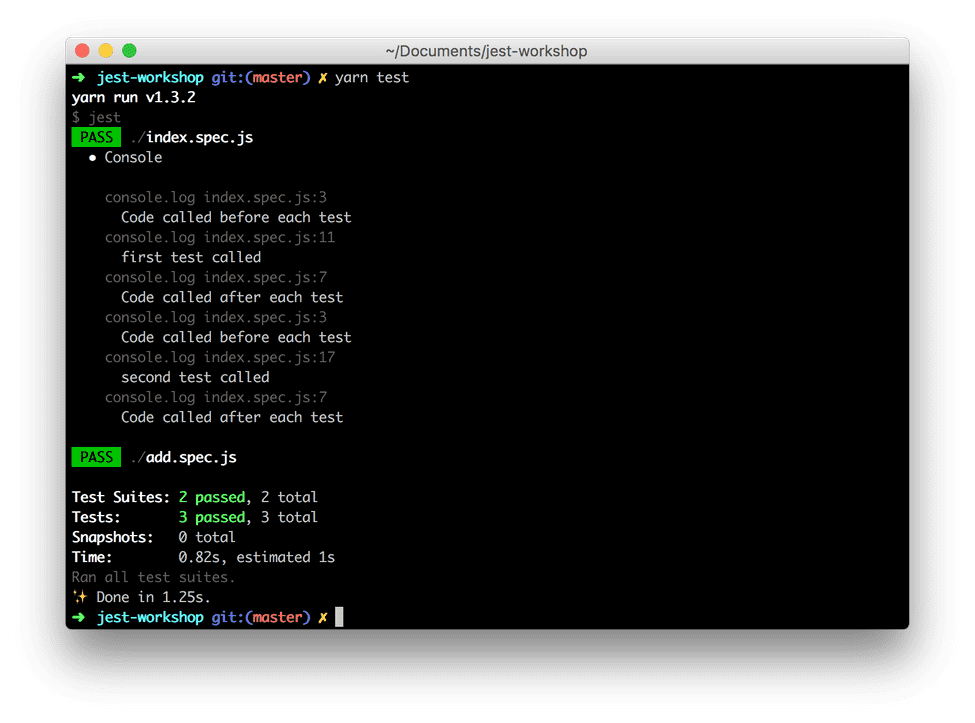 ~/Documents/jest-workshop
➜ jest-workshop git:(master) ✗ yarn test
yarn run v1.3.2
$ jest
PASS ./index.spec.js
● Console
console.log index.spec.js:3
Code called before each test
console.log index.spec.js:11
first test called
console.log index.spec.js:7
Code called after each test
console.log index.spec.js:3
Code called before each test
console.log index.spec.js:17
second test called
console.log index.spec.js:7
Code called after each test
PASS ./add.spec.js
Test Suites: 2 passed, 2 total
Tests: 3 passed, 3 total
Snapshots: 0 total
Time: 0.82s, estimated 1s
Ran all test suites.
✨ Done in 1.25s.
➜ jest-workshop git:(master) ✗